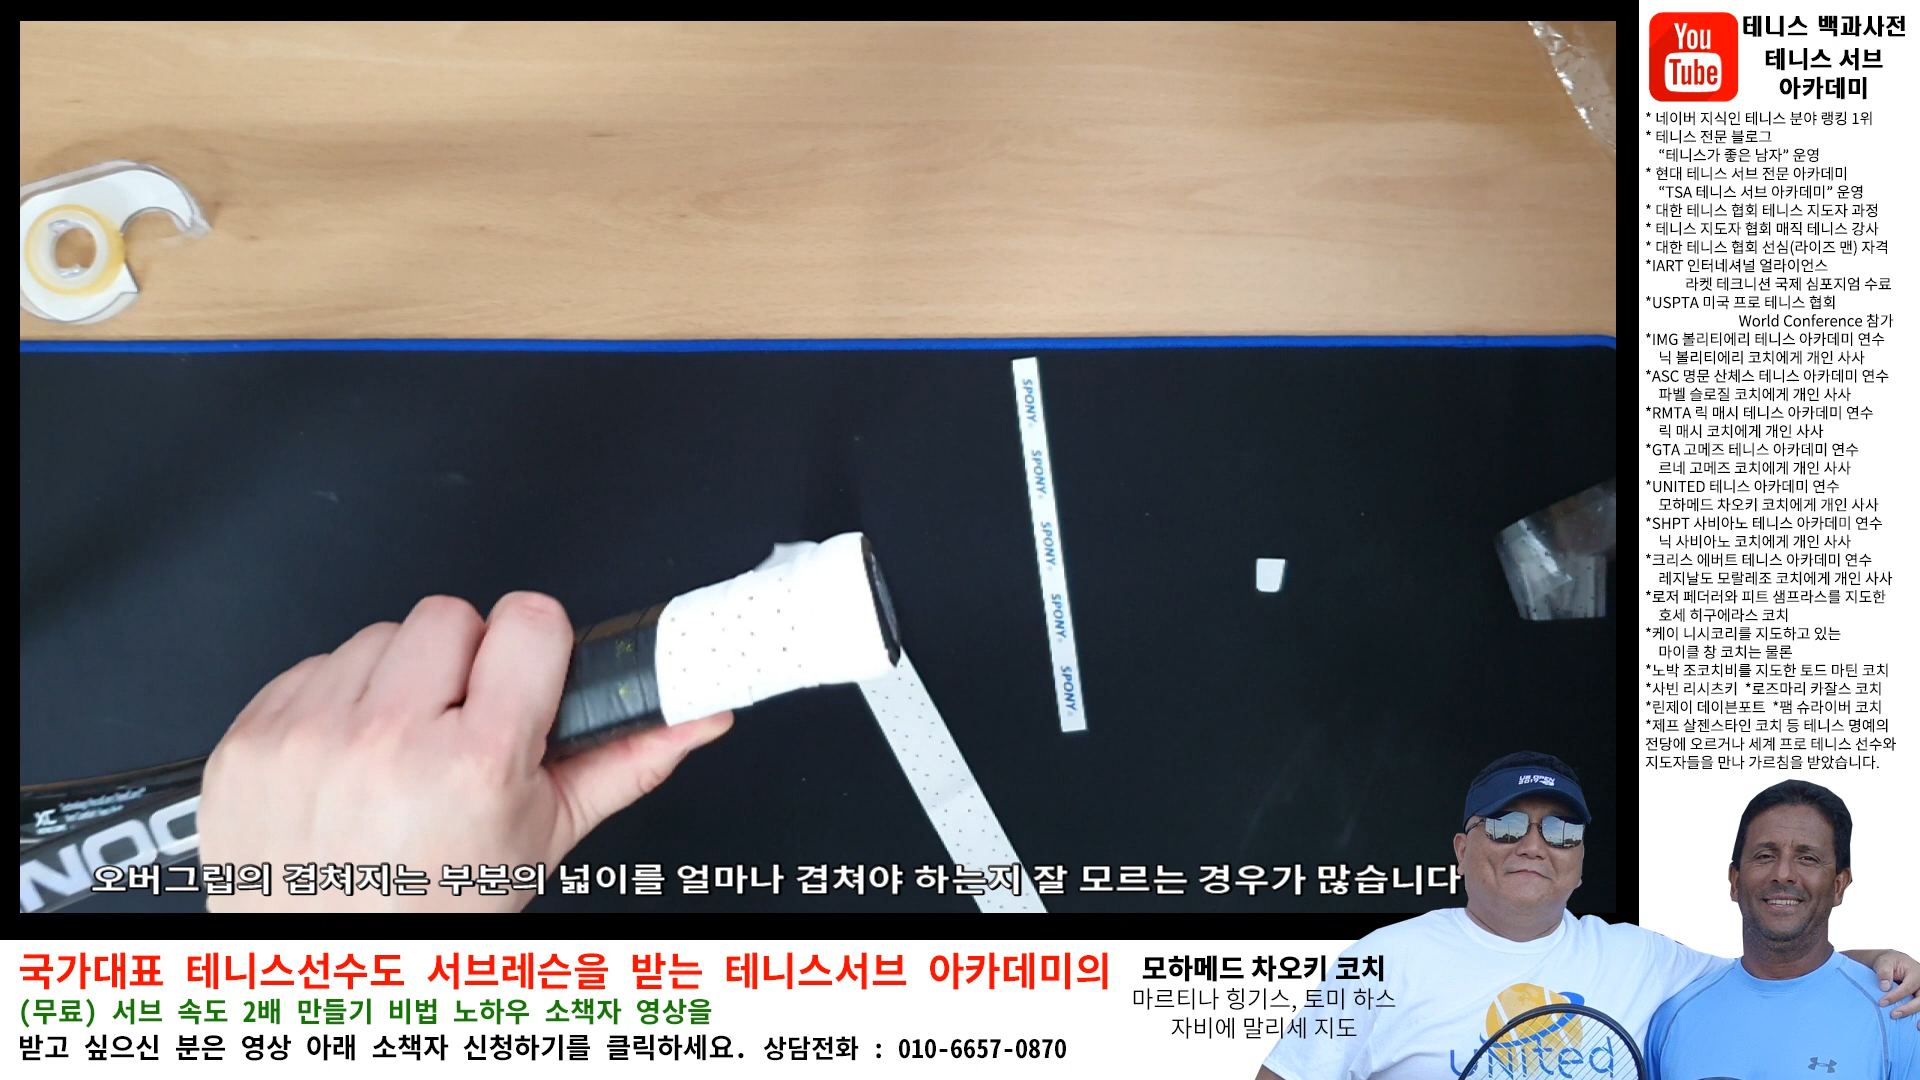 You
Tube
테니스 백과사전
테니스 서브
아카데미
* 네이버 지식인 테니스 분야 랭킹 1위
* 테니스 전문 블로그
“테니스가 좋은 남자” 운영
* 현대 테니스 서브 전문 아카데미
“TSA 테니스 서브 아카데미” 운영
* 대한 테니스 협회 테니스 지도자 과정
* 테니스 지도자 협회 매직 테니스 강사
* 대한 테니스 협회 선심(라이즈 맨) 자격
*IART 인터네셔널 얼라이언스
라켓 테크니션 국제 심포지엄 수료
*USPTA 미국 프로 테니스 협회
World Conference 참가
*IMG 볼리티에리 테니스 아카데미 연수
닉 볼리티에리 코치에게 개인 사사
*ASC 명문 산체스 테니스 아카데미 연수
파벨 슬로질 코치에게 개인 사사
*RMTA 릭 매시 테니스 아카데미 연수
릭 매시 코치에게 개인 사사
*GTA 고메즈 테니스 아카데미 연수
르네 고메즈 코치에게 개인 사사
*UNITED 테니스 아카데미 연수
모하메드 차오키 코치에게 개인 사사
*SHPT 사비아노 테니스 아카데미 연수
닉 사비아노 코치에게 개인 사사
*크리스 에버트 테니스 아카데미 연수
레지날도 모랄레조 코치에게 개인 사사
*로저 페더러와 피트 샘프라스를 지도한
호세 히구에라스 코치
*케이 니시코리를 지도하고 있는
마이클 창 코치는 물론
*노박 조코치비를 지도한 토드 마틴 코치
*사빈 리시츠키 *로즈마리 카잘스 코치
*린제이 데이븐포트 *팸 슈라이버 코치
*제프 살젠스타인 코치 등 테니스 명예의
전당에 오르거나 세계 프로 테니스 선수와
지도자들을 만나 가르침을 받았습니다.
SPONY
SPONY
SPONY
SPONY
SPONY
XC
오버그립의 겹쳐지는 부분의 넓이를 얼마나 겹쳐야 하는지 잘 모르는 경우가 많습니다
US OPEN
2017
united
국가대표 테니스선수도 서브레슨을 받는 테니스서브 아카데미의
(무료) 서브 속도 2배 만들기 비법 노하우 소책자 영상을
받고 싶으신 분은 영상 아래 소책자 신청하기를 클릭하세요. 상담전화 : 010-6657-0870
모하메드 차오키 코치
마르티나 힝기스, 토미 하스
자비에 말리세 지도